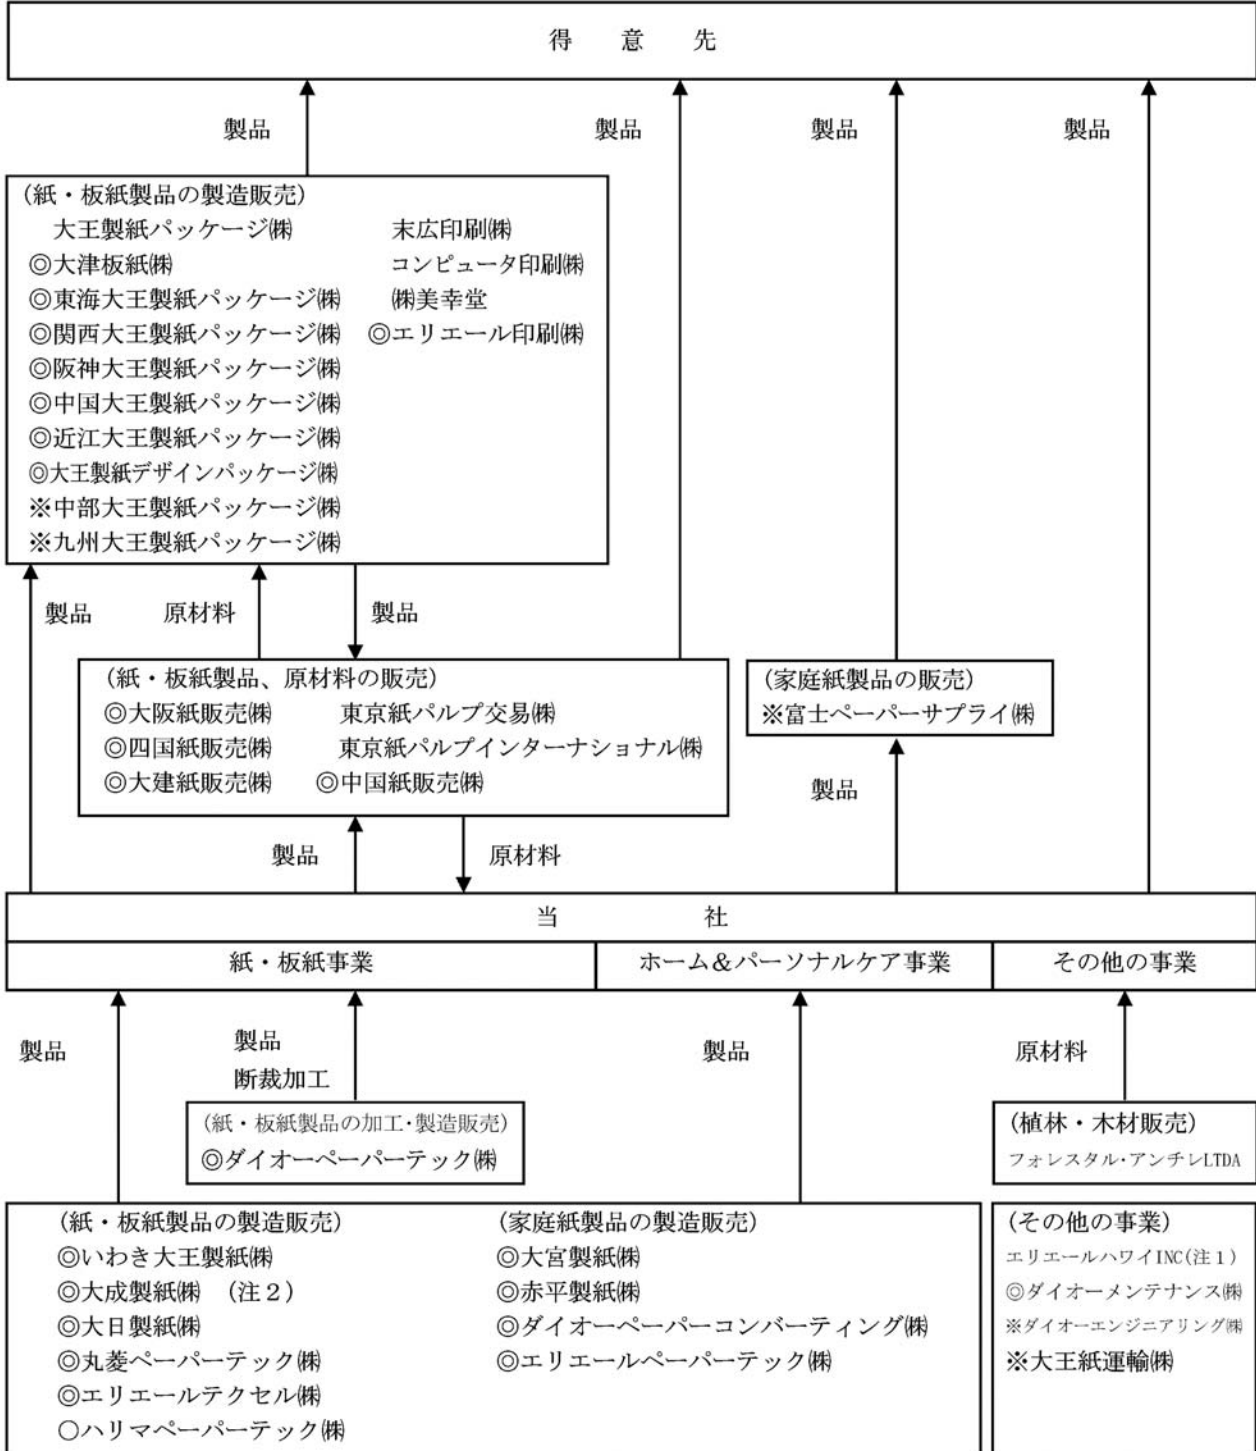 得　意　先
製品
製品
製品
製品
(紙・板紙製品の製造販売)
大王製紙パッケージ㈱　末広印刷㈱
◎大津板紙㈱　コンピュータ印刷㈱
◎東海大王製紙パッケージ㈱　㈱美幸堂
◎関西大王製紙パッケージ㈱　◎エリエール印刷㈱
◎阪神大王製紙パッケージ㈱
◎中国大王製紙パッケージ㈱
◎近江大王製紙パッケージ㈱
◎大王製紙デザインパッケージ㈱
※中部大王製紙パッケージ㈱
※九州大王製紙パッケージ㈱
製品
原材料
製品
(紙・板紙製品、原材料の販売)
◎大阪紙販売㈱　東京紙パルプ交易㈱
◎四国紙販売㈱　東京紙パルプインターナショナル㈱
◎大建紙販売㈱　◎中国紙販売㈱
(家庭紙製品の販売)
※富士ペーパーサプライ㈱
製品
製品
原材料
当　社
紙・板紙事業
ホーム＆パーソナルケア事業
その他の事業
製品
製品
断裁加工
製品
原材料
(紙・板紙製品の加工・製造販売)
◎ダイオーペーパーテック㈱
(植林・木材販売)
フォレスタル・アンチレLTDA
(紙・板紙製品の製造販売)
◎いわき大王製紙㈱
◎大成製紙㈱　(注２)
◎大日製紙㈱
◎丸菱ペーパーテック㈱
◎エリエールテクセル㈱
○ハリマペーパーテック㈱
(家庭紙製品の製造販売)
◎大宮製紙㈱
◎赤平製紙㈱
◎ダイオーペーパーコンバーティング㈱
◎エリエールペーパーテック㈱
(その他の事業)
エリエールハワイINC(注１)
◎ダイオーメンテナンス㈱
※ダイオーエンジニアリング㈱
※大王紙運輸㈱